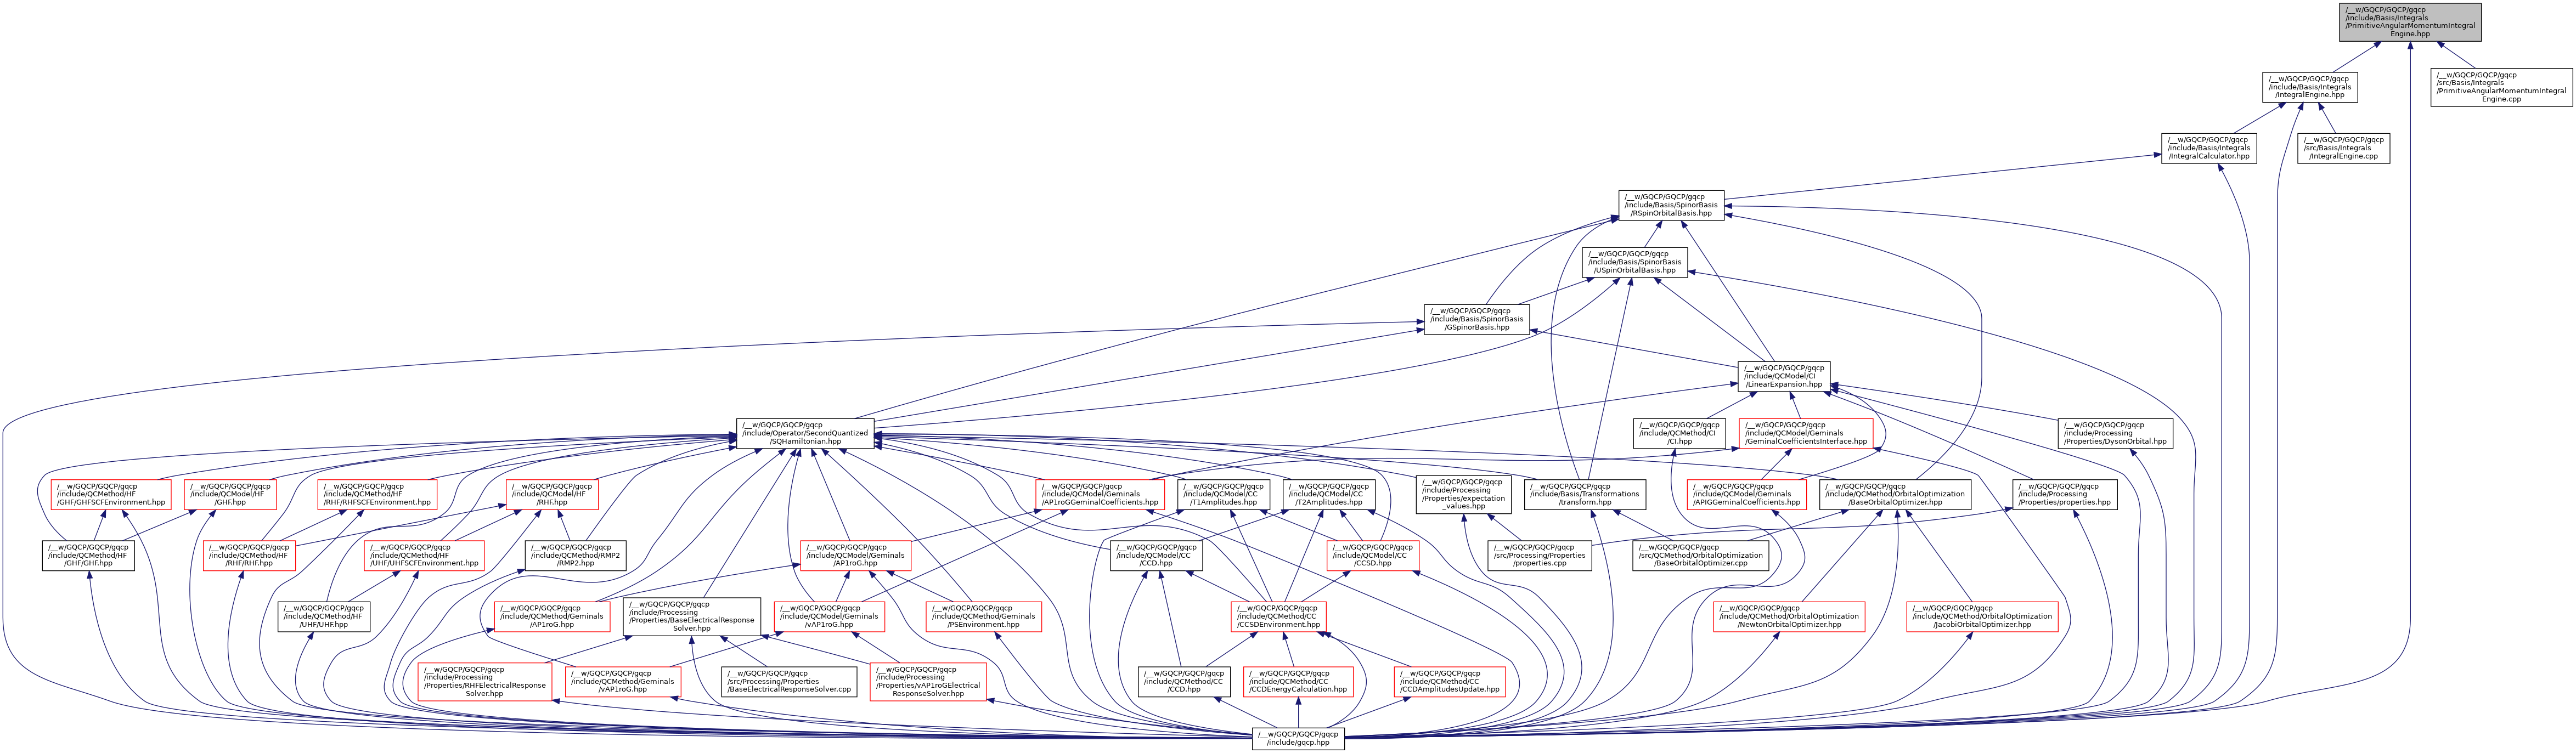 /__w/GQCP/GQCP/gqcp
/include/Basis/Integrals
/PrimitiveAngularMomentumIntegral
Engine.hpp
/__w/GQCP/GQCP/gqcp
/include/Basis/Integrals
/IntegralEngine.hpp
/__w/GQCP/GQCP/gqcp
/src/Basis/Integrals
/PrimitiveAngularMomentumIntegral
Engine.cpp
/__w/GQCP/GQCP/gqcp
/include/Basis/Integrals
/IntegralCalculator.hpp
/__w/GQCP/GQCP/gqcp
/src/Basis/Integrals
/IntegralEngine.cpp
/__w/GQCP/GQCP/gqcp
/include/Basis/SpinorBasis
/RSpinOrbitalBasis.hpp
/__w/GQCP/GQCP/gqcp
/include/Basis/SpinorBasis
/USpinOrbitalBasis.hpp
/__w/GQCP/GQCP/gqcp
/include/Basis/SpinorBasis
/GSpinorBasis.hpp
/__w/GQCP/GQCP/gqcp
/include/QCModel/CI
/LinearExpansion.hpp
/__w/GQCP/GQCP/gqcp
/include/Operator/SecondQuantized
/SQHamiltonian.hpp
/__w/GQCP/GQCP/gqcp
/include/QCMethod/CI
/CI.hpp
/__w/GQCP/GQCP/gqcp
/include/QCModel/Geminals
/GeminalCoefficientsInterface.hpp
/__w/GQCP/GQCP/gqcp
/include/Processing
/Properties/DysonOrbital.hpp
/__w/GQCP/GQCP/gqcp
/include/QCMethod/HF
/GHF/GHFSCFEnvironment.hpp
/__w/GQCP/GQCP/gqcp
/include/QCModel/HF
/GHF.hpp
/__w/GQCP/GQCP/gqcp
/include/QCMethod/HF
/RHF/RHFSCFEnvironment.hpp
/__w/GQCP/GQCP/gqcp
/include/QCModel/HF
/RHF.hpp
/__w/GQCP/GQCP/gqcp
/include/QCModel/Geminals
/AP1roGGeminalCoefficients.hpp
/__w/GQCP/GQCP/gqcp
/include/QCModel/CC
/T1Amplitudes.hpp
/__w/GQCP/GQCP/gqcp
/include/QCModel/CC
/T2Amplitudes.hpp
/__w/GQCP/GQCP/gqcp
/include/Processing
/Properties/expectation
_values.hpp
/__w/GQCP/GQCP/gqcp
/include/Basis/Transformations
/transform.hpp
/__w/GQCP/GQCP/gqcp
/include/QCModel/Geminals
/APIGGeminalCoefficients.hpp
/__w/GQCP/GQCP/gqcp
/include/QCMethod/OrbitalOptimization
/BaseOrbitalOptimizer.hpp
/__w/GQCP/GQCP/gqcp
/include/Processing
/Properties/properties.hpp
/__w/GQCP/GQCP/gqcp
/include/QCMethod/HF
/GHF/GHF.hpp
/__w/GQCP/GQCP/gqcp
/include/QCMethod/HF
/RHF/RHF.hpp
/__w/GQCP/GQCP/gqcp
/include/QCMethod/HF
/UHF/UHFSCFEnvironment.hpp
/__w/GQCP/GQCP/gqcp
/include/QCMethod/RMP2
/RMP2.hpp
/__w/GQCP/GQCP/gqcp
/include/QCModel/Geminals
/AP1roG.hpp
/__w/GQCP/GQCP/gqcp
/include/QCModel/CC
/CCD.hpp
/__w/GQCP/GQCP/gqcp
/include/QCModel/CC
/CCSD.hpp
/__w/GQCP/GQCP/gqcp
/src/Processing/Properties
/properties.cpp
/__w/GQCP/GQCP/gqcp
/src/QCMethod/OrbitalOptimization
/BaseOrbitalOptimizer.cpp
/__w/GQCP/GQCP/gqcp
/include/QCMethod/HF
/UHF/UHF.hpp
/__w/GQCP/GQCP/gqcp
/include/QCMethod/Geminals
/AP1roG.hpp
/__w/GQCP/GQCP/gqcp
/include/Processing
/Properties/BaseElectricalResponse
Solver.hpp
/__w/GQCP/GQCP/gqcp
/include/QCModel/Geminals
/vAP1roG.hpp
/__w/GQCP/GQCP/gqcp
/include/QCMethod/Geminals
/PSEnvironment.hpp
/__w/GQCP/GQCP/gqcp
/include/QCMethod/CC
/CCSDEnvironment.hpp
/__w/GQCP/GQCP/gqcp
/include/QCMethod/OrbitalOptimization
/NewtonOrbitalOptimizer.hpp
/__w/GQCP/GQCP/gqcp
/include/QCMethod/OrbitalOptimization
/JacobiOrbitalOptimizer.hpp
/__w/GQCP/GQCP/gqcp
/include/Processing
/Properties/RHFElectricalResponse
Solver.hpp
/__w/GQCP/GQCP/gqcp
/include/QCMethod/Geminals
/vAP1roG.hpp
/__w/GQCP/GQCP/gqcp
/src/Processing/Properties
/BaseElectricalResponseSolver.cpp
/__w/GQCP/GQCP/gqcp
/include/Processing
/Properties/vAP1roGElectrical
ResponseSolver.hpp
/__w/GQCP/GQCP/gqcp
/include/QCMethod/CC
/CCD.hpp
/__w/GQCP/GQCP/gqcp
/include/QCMethod/CC
/CCDEnergyCalculation.hpp
/__w/GQCP/GQCP/gqcp
/include/QCMethod/CC
/CCDAmplitudesUpdate.hpp
/__w/GQCP/GQCP/gqcp
/include/gqcp.hpp